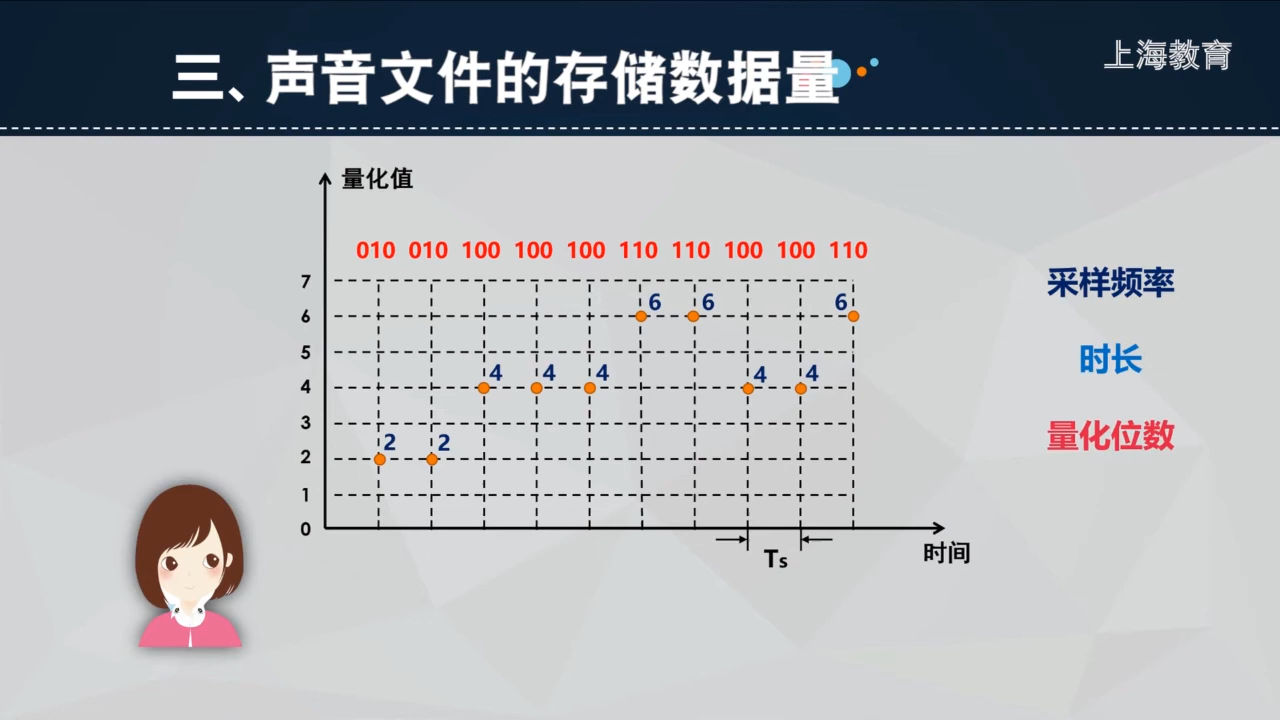 三、声音文件的存储数据量
上海教育
量化值
010 010 100 100 100 110 110 100 100 110
7
6 6 6 6
5
4 4 4 4 4 4
3
2 2 2
1
0
Ts
时间
采样频率
时长
量化位数